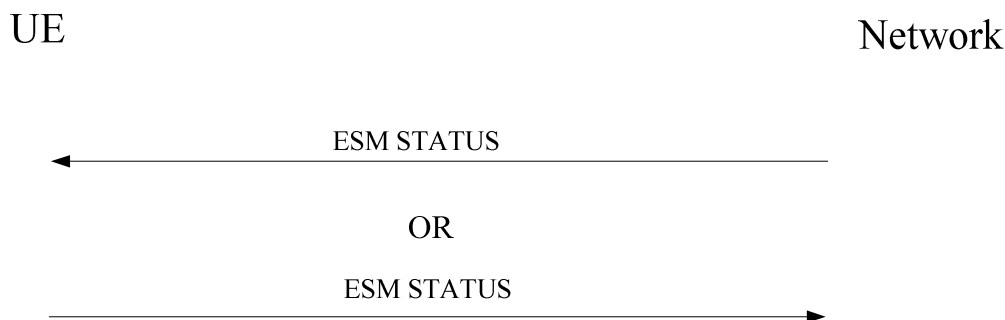 UE
Network
ESM STATUS
OR
ESM STATUS